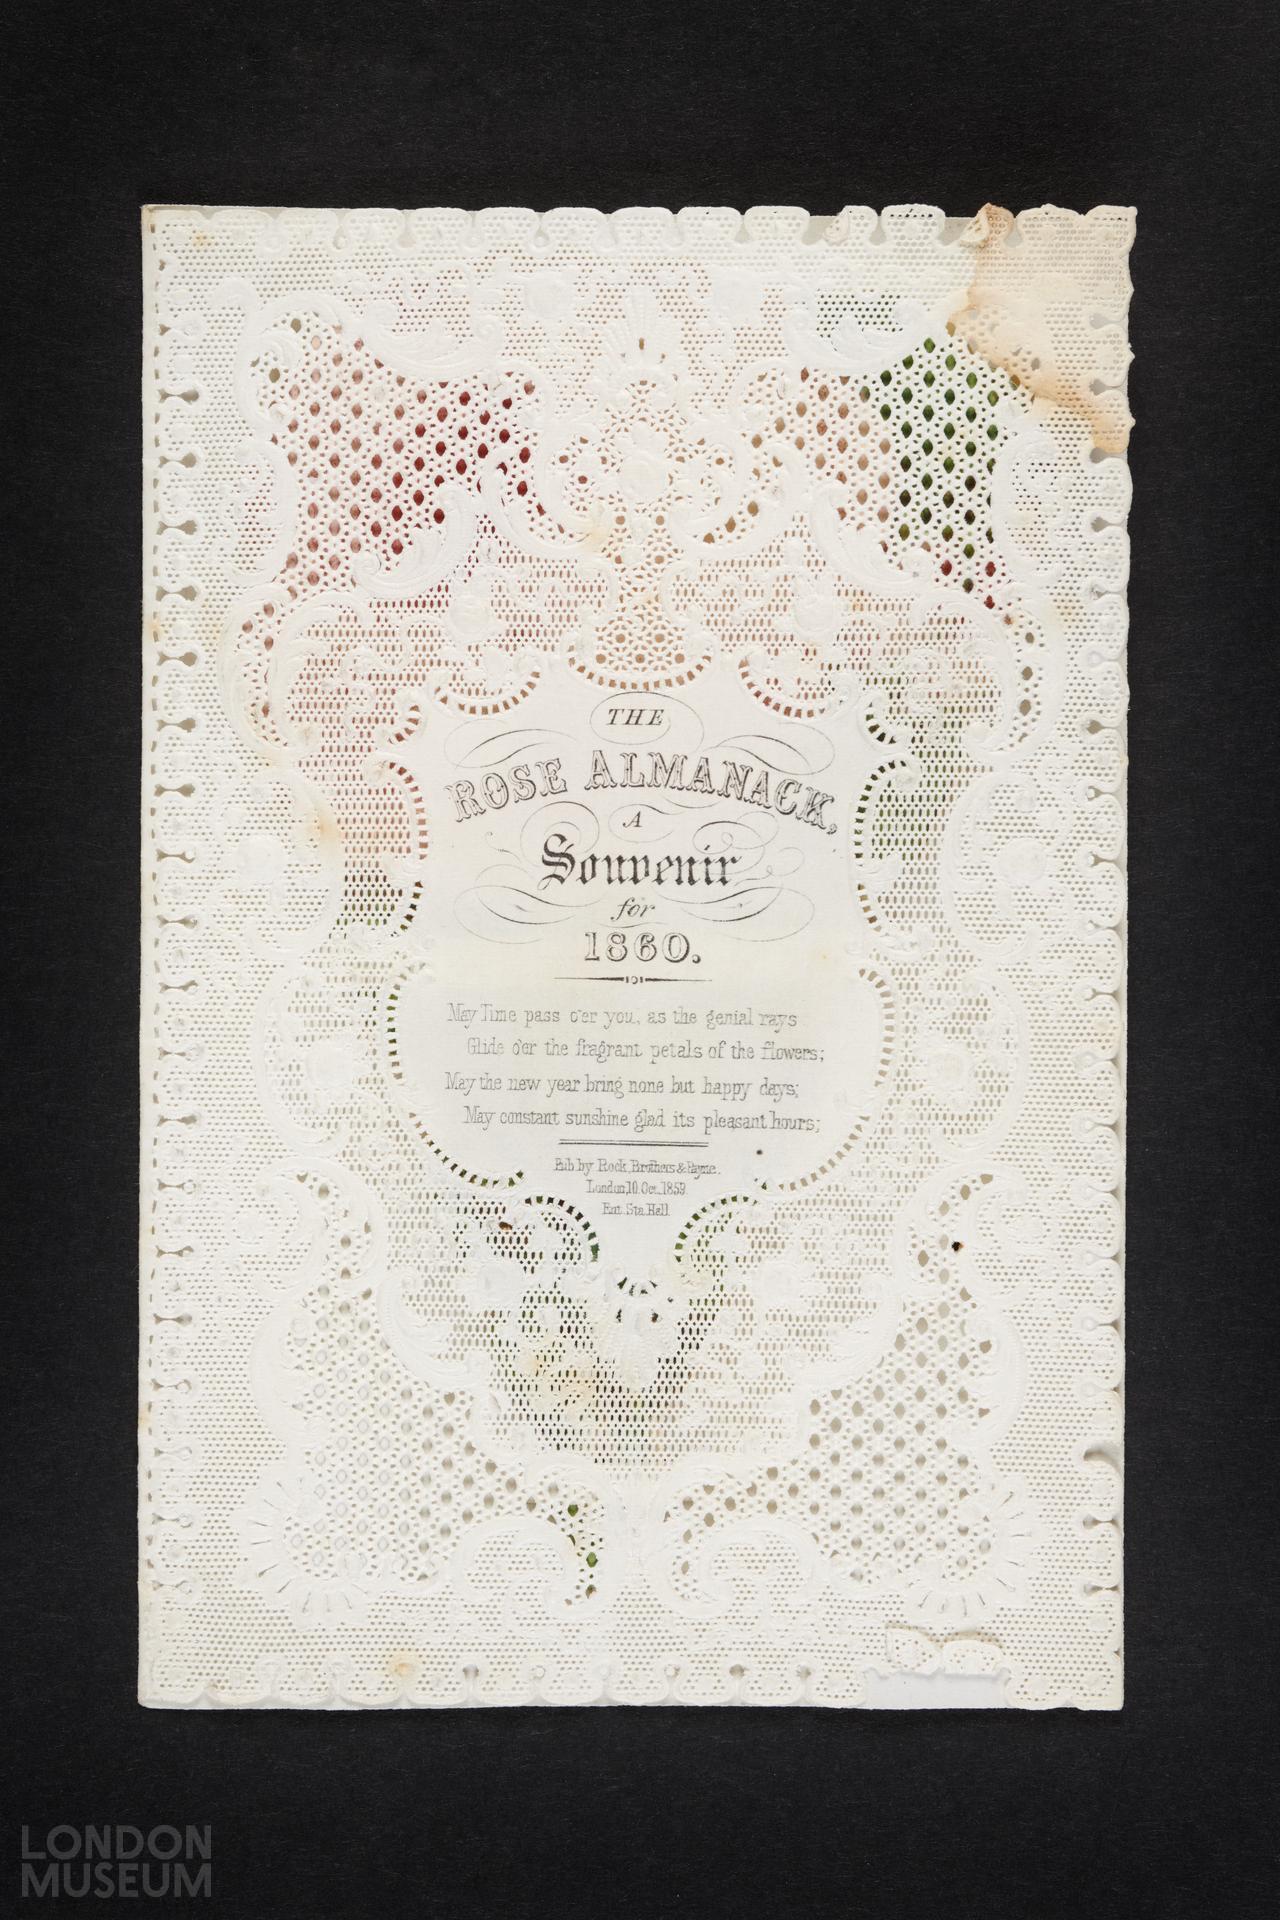 THE
ROSE ALMANACK,
A
Souvenir
for
1860.
May Time pass o'er you, as the genial rays
Glide o'er the fragrant petals of the flowers;
May the new year bring none but happy days;
May constant sunshine glad its pleasant hours;
Pub by Rock, Brothers & Payne.
London, 10. Oct. 1859.
Ent. Sta. Hall.
LONDON
MUSEUM